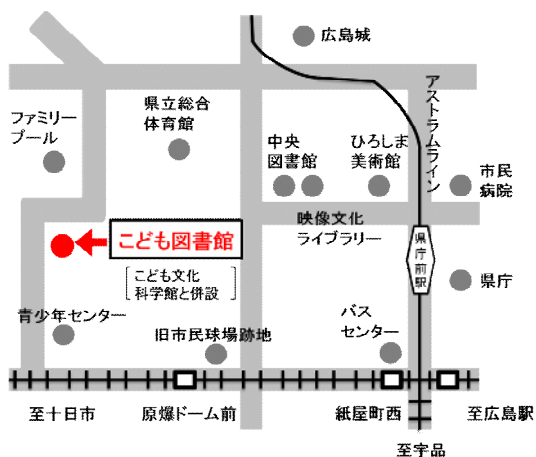 広島城
アストラムライン
ファミリー
プール
県立総合
体育館
中央
図書館
ひろしま
美術館
市民
病院
映像文化
ライブラリー
こども図書館
こども文化
科学館と併設
県庁前駅
県庁
青少年センター
旧市民球場跡地
バス
センター
至十日市
原爆ドーム前
紙屋町西
至広島駅
至宇品